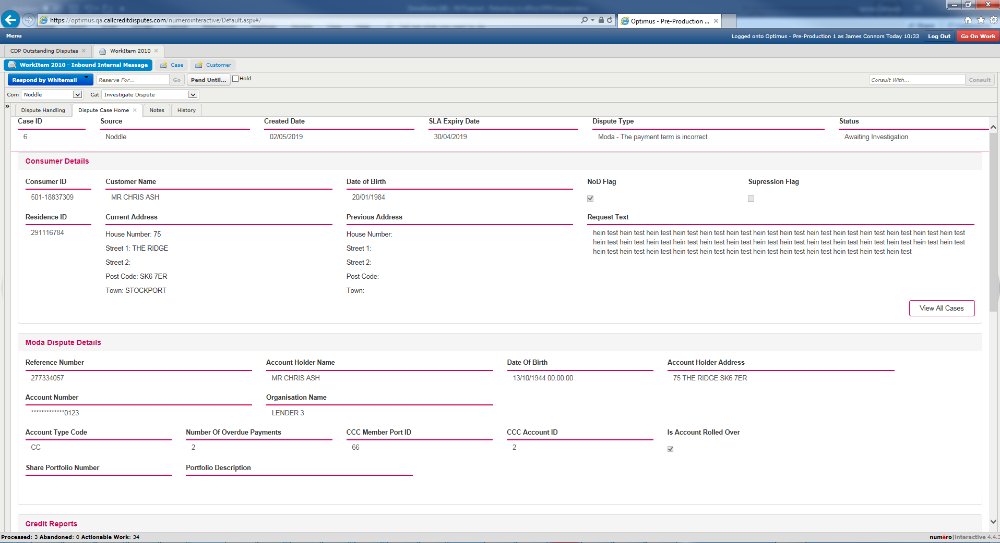 https://optimus.qa.callcreditdisputes.com/numerointeractive/Default.aspx#/
Optimus - Pre-Production ...
Menu
Logged onto Optimus - Pre-Production 1 as James Connors Today 10:33 Log Out Go On Work
CDP Outstanding Disputes WorkItem 2010
WorkItem 2010 - Inbound Internal Message Case Customer
Respond by Whitemail Reserve For... Go Pend Until... Hold Consult With... Consult
Com Noddle Cat Investigate Dispute
Dispute Handling Dispute Case Home Notes History
Case ID Source Created Date SLA Expiry Date Dispute Type Status
6 Noddle 02/05/2019 30/04/2019 Moda - The payment term is incorrect Awaiting Investigation
Consumer Details
Consumer ID Customer Name Date of Birth NoD Flag Supression Flag
501-18837309 MR CHRIS ASH 20/01/1984
Residence ID Current Address Previous Address Request Text
291116784
House Number: 75 House Number:
Street 1: THE RIDGE Street 1:
Street 2: Street 2:
Post Code: SK6 7ER Post Code:
Town: STOCKPORT Town:
hein test hein test hein test hein test hein test hein test hein test hein test hein test hein test hein test hein test hein test hein test
hein test hein test hein test hein test hein test hein test hein test hein test hein test hein test hein test hein test hein test hein test
hein test hein test hein test hein test hein test hein test hein test hein test hein test hein test hein test hein test
View All Cases
Moda Dispute Details
Reference Number Account Holder Name Date Of Birth Account Holder Address
277334057 MR CHRIS ASH 13/10/1944 00:00:00 75 THE RIDGE SK6 7ER
Account Number Organisation Name
*************0123 LENDER 3
Account Type Code Number Of Overdue Payments CCC Member Port ID CCC Account ID Is Account Rolled Over
CC 2 66 2
Share Portfolio Number Portfolio Description
Credit Reports
Processed: 3 Abandoned: 0 Actionable Work: 34
numéro|interactive 4.4.3